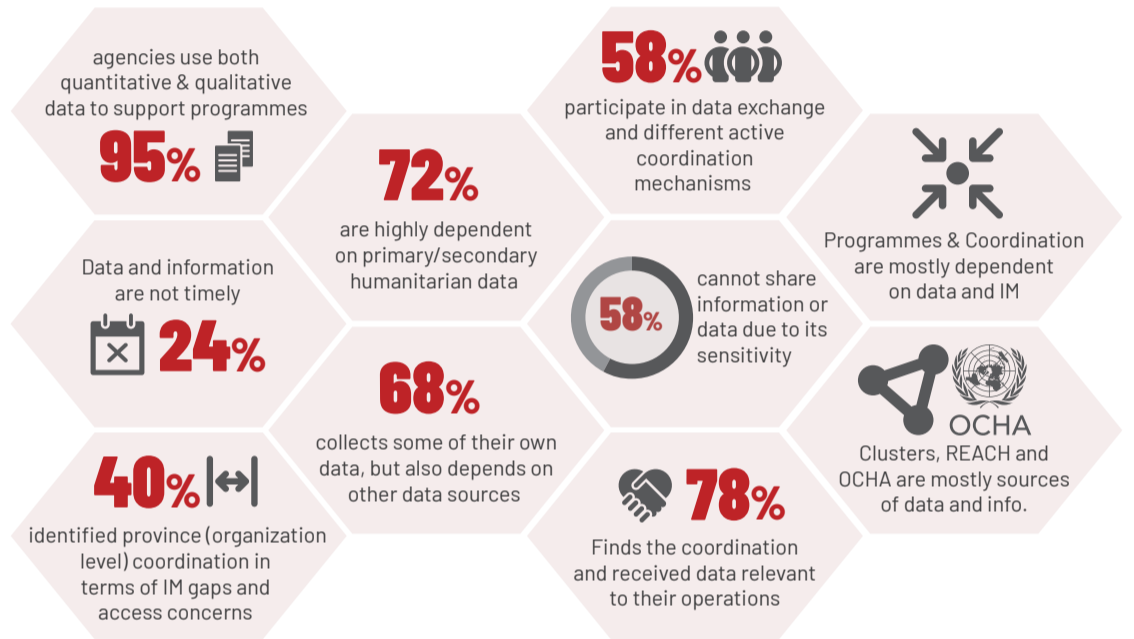 agencies use both
quantitative & qualitative
data to support programmes
95%
Data and information
are not timely
24%
40%
identified province (organization
level) coordination in
terms of IM gaps and
access concerns
72%
are highly dependent
on primary/secondary
humanitarian data
68%
collects some of their own
data, but also depends on
other data sources
58%
participate in data exchange
and different active
coordination
mechanisms
58%
cannot share
information or
data due to its
sensitivity
78%
Finds the coordination
and received data relevant
to their operations
Programmes & Coordination
are mostly dependent
on data and IM
OCHA
Clusters, REACH and
OCHA are mostly sources
of data and info.